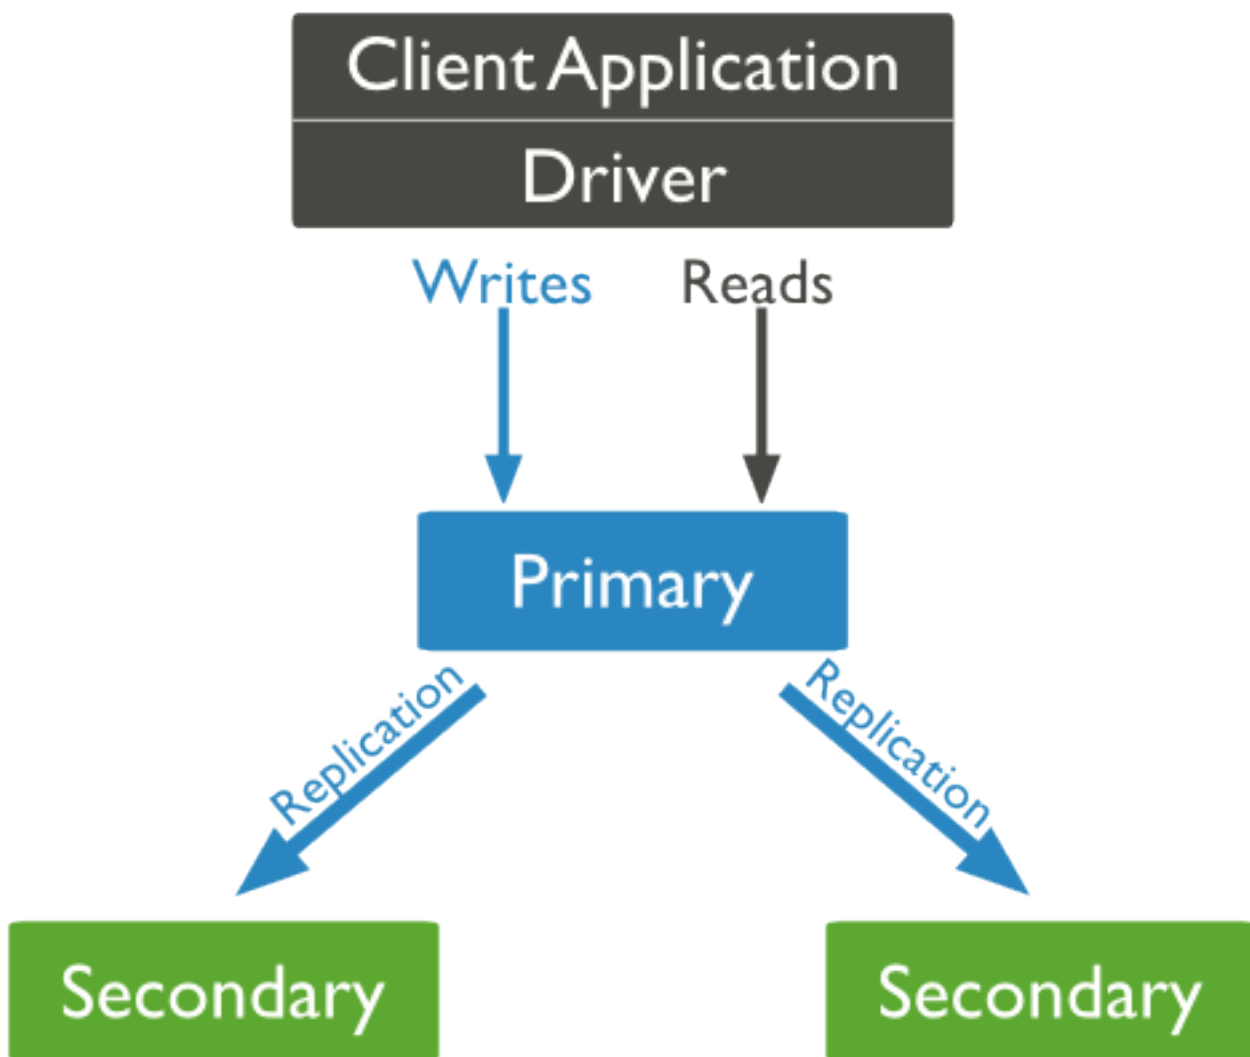 Client Application
Driver
Writes
Reads
Primary
Replication
Replication
Secondary
Secondary